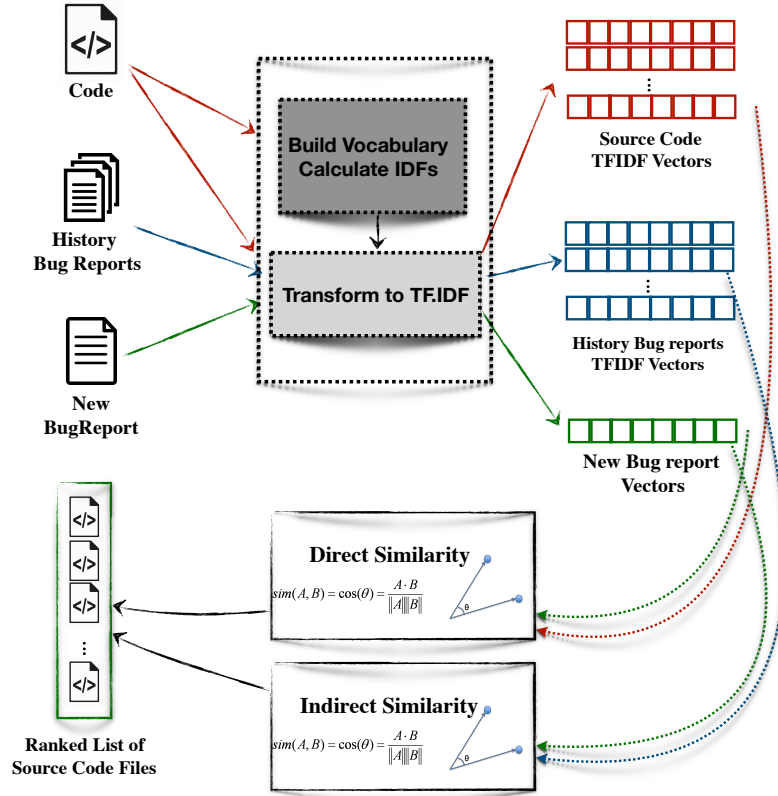 </>
Code
Build Vocabulary
Calculate IDFs
Source Code
TFIDF Vectors
History
Bug Reports
Transform to TF.IDF
History Bug reports
TFIDF Vectors
New
BugReport
New Bug report
Vectors
</>
</>
</>
...
</>
Ranked List of
Source Code Files
Direct Similarity
sim(A, B) = cos(θ) = A · B / ‖A‖‖B‖
θ
Indirect Similarity
sim(A, B) = cos(θ) = A · B / ‖A‖‖B‖
θ